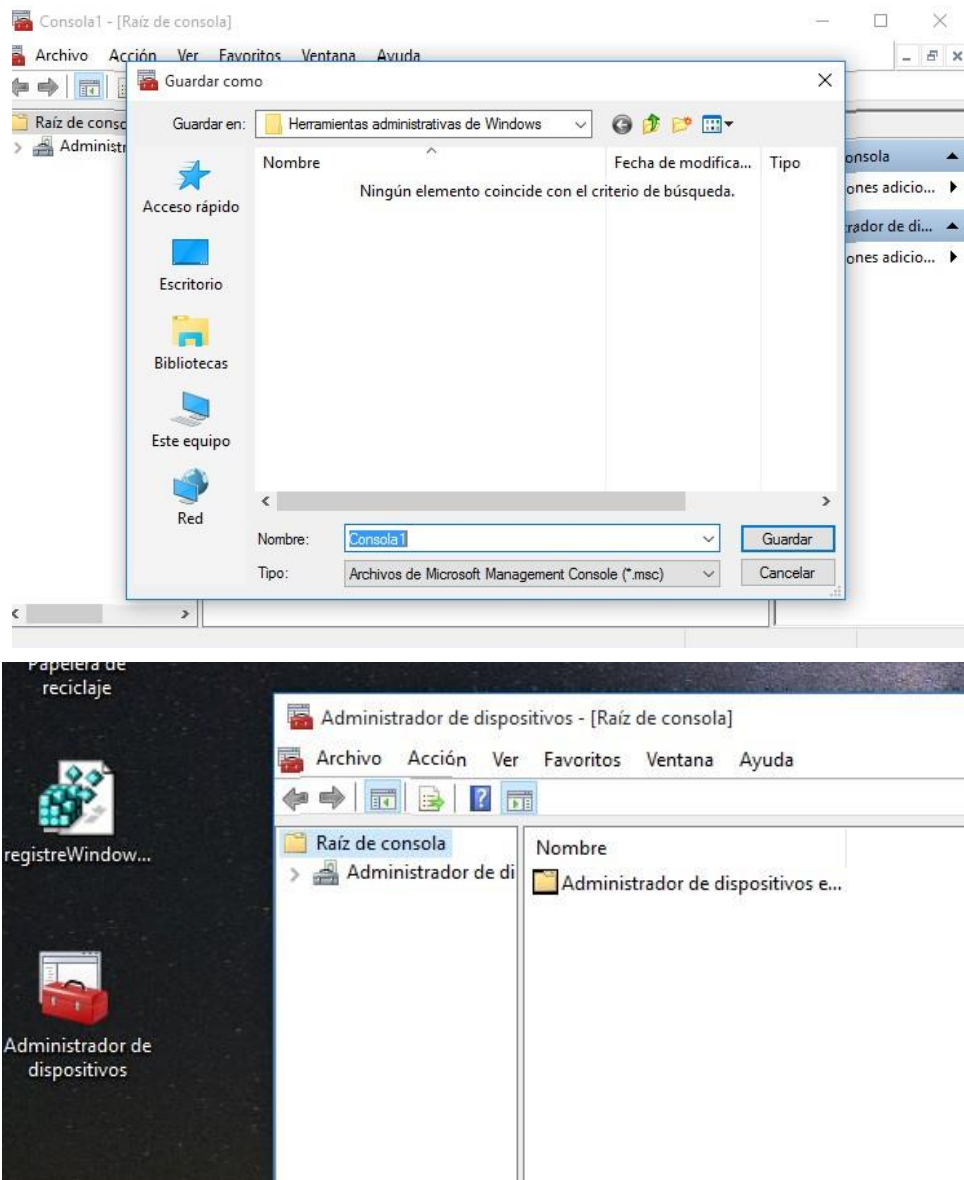 Consola1 - [Raíz de consola]
Archivo Acción Ver Favoritos Ventana Ayuda
Guardar como
Raíz de conso
Administr
Guardar en: Herramientas administrativas de Windows
Nombre Fecha de modifica... Tipo
Ningún elemento coincide con el criterio de búsqueda.
Acceso rápido
Escritorio
Bibliotecas
Este equipo
Red
Nombre: Consola1 Guardar
Tipo: Archivos de Microsoft Management Console (*.msc) Cancelar
onsola
ones adicio...
rador de di...
ones adicio...
Papelera de
reciclaje
registreWindow...
Administrador de
dispositivos
Administrador de dispositivos - [Raíz de consola]
Archivo Acción Ver Favoritos Ventana Ayuda
Raíz de consola
Administrador de di
Nombre
Administrador de dispositivos e...